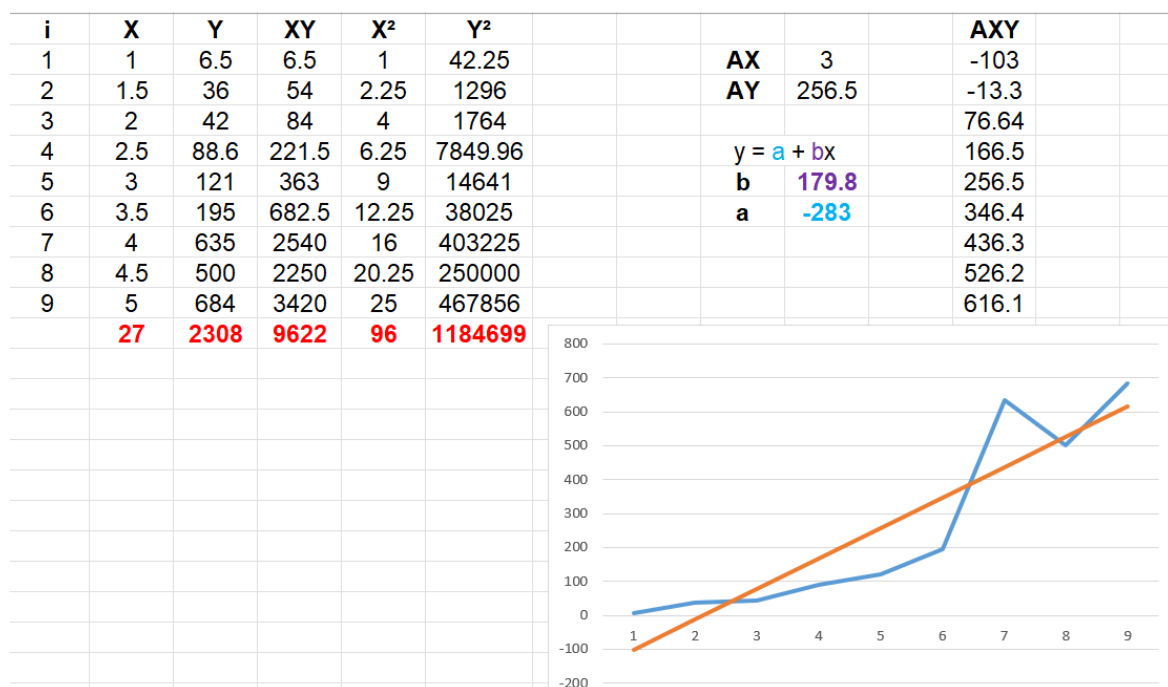 i X Y XY X² Y² AXY
1 1 6.5 6.5 1 42.25 AX 3 -103
2 1.5 36 54 2.25 1296 AY 256.5 -13.3
3 2 42 84 4 1764 76.64
4 2.5 88.6 221.5 6.25 7849.96 y = a + bx 166.5
5 3 121 363 9 14641 b 179.8 256.5
6 3.5 195 682.5 12.25 38025 a -283 346.4
7 4 635 2540 16 403225 436.3
8 4.5 500 2250 20.25 250000 526.2
9 5 684 3420 25 467856 616.1
27 2308 9622 96 1184699
800
700
600
500
400
300
200
100
0
1 2 3 4 5 6 7 8 9
-100
-200